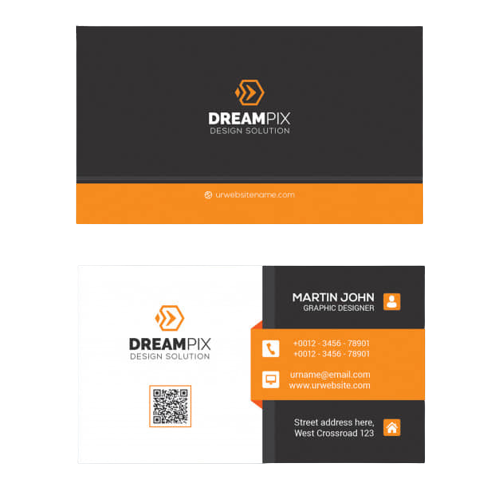 DREAMPIX
DESIGN SOLUTION
urwebsitename.com
DREAMPIX
DESIGN SOLUTION
MARTIN JOHN
GRAPHIC DESIGNER
+0012 - 3456 - 78901
+0012 - 3456 - 78901
urname@email.com
www.urwebsite.com
Street address here,
West Crossroad 123